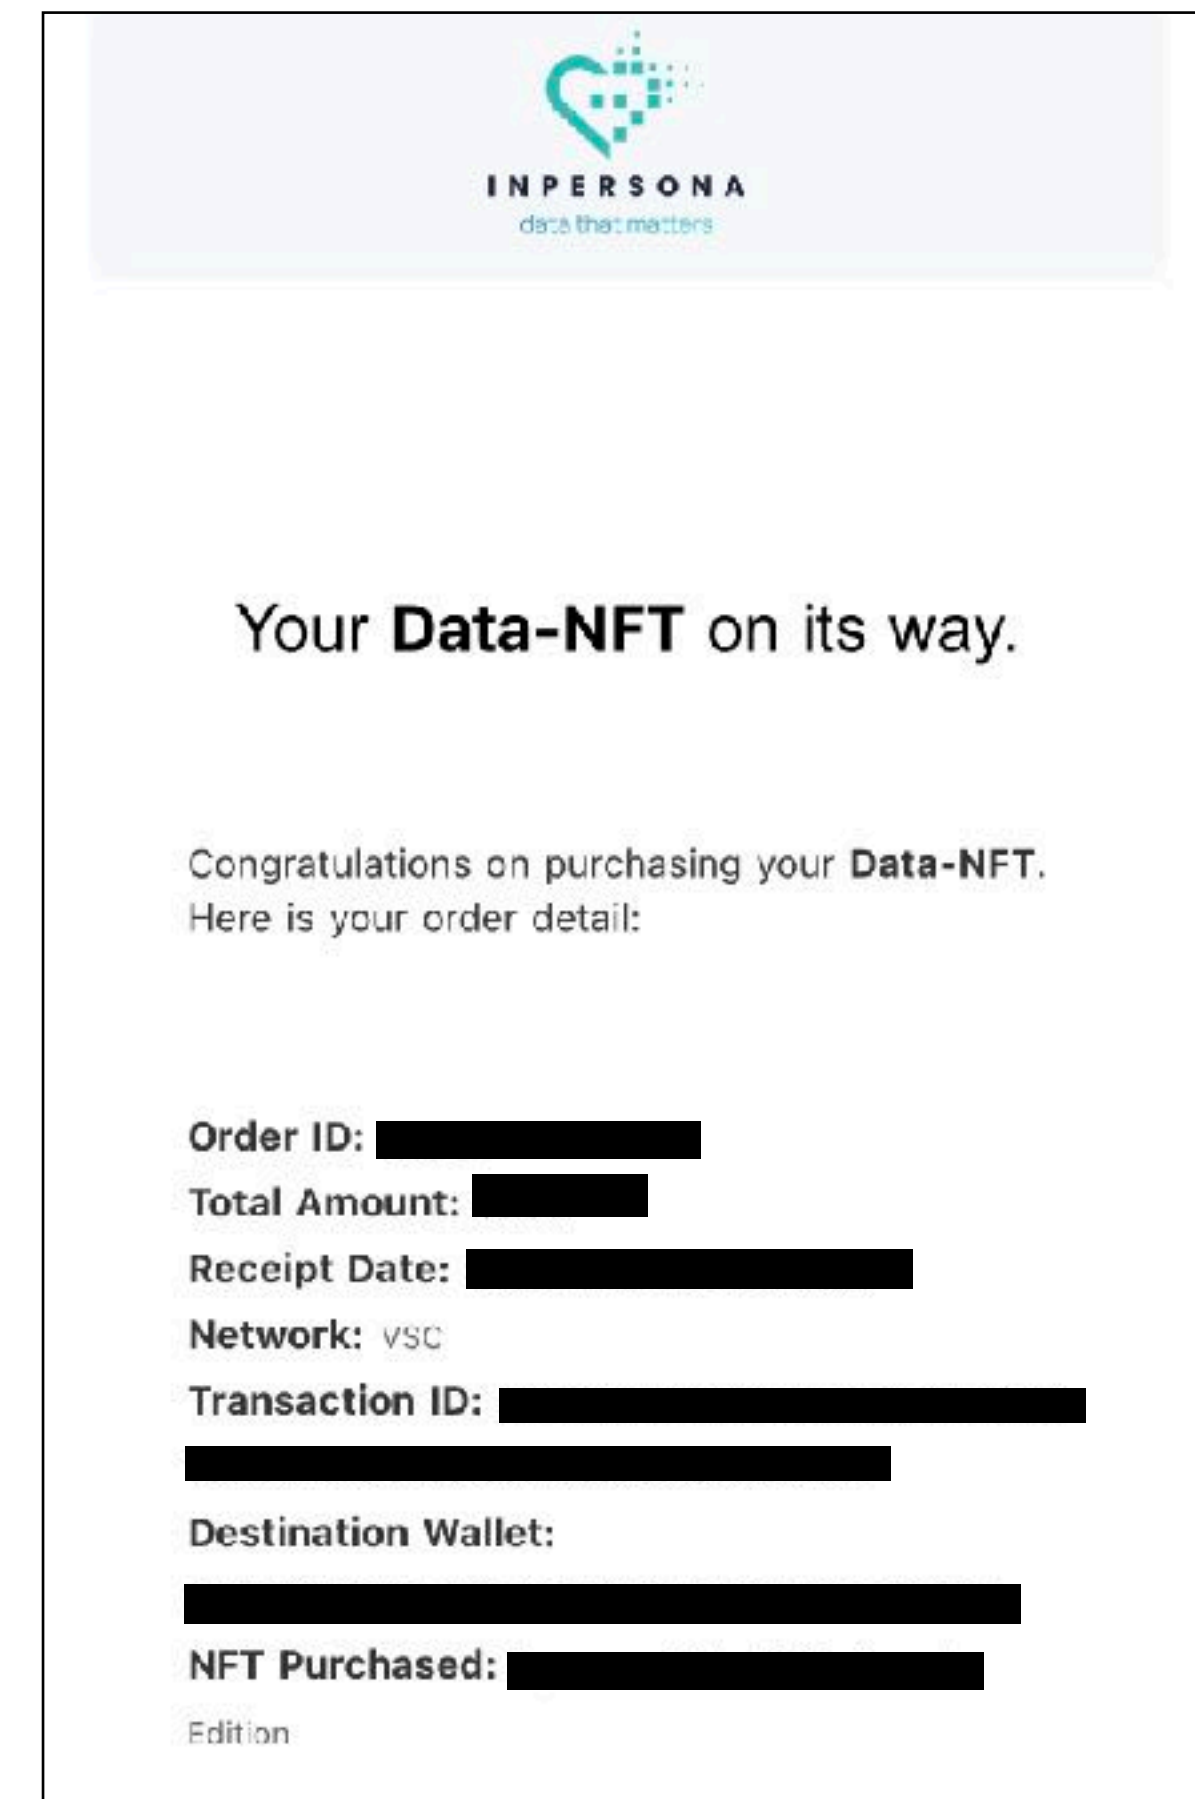 INPERSONA
data that matters
Your Data-NFT on its way.
Congratulations on purchasing your Data-NFT.
Here is your order detail:
Order ID:
Total Amount:
Receipt Date:
Network: vsc
Transaction ID:
Destination Wallet:
NFT Purchased:
Edition